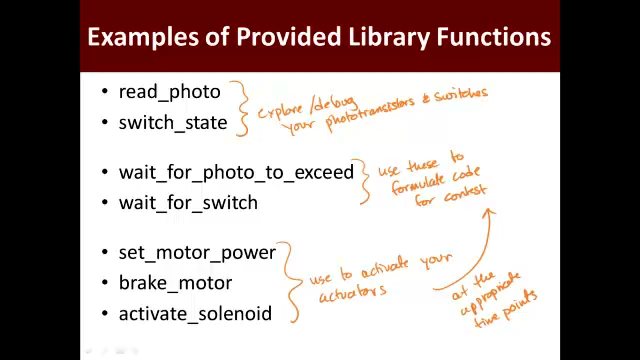 Examples of Provided Library Functions
• read_photo
• switch_state
explore/debug
your phototransistors & switches
• wait_for_photo_to_exceed
• wait_for_switch
use these to
formulate code
for contest
• set_motor_power
• brake_motor
• activate_solenoid
use to activate your
actuators
at the
appropriate
time points